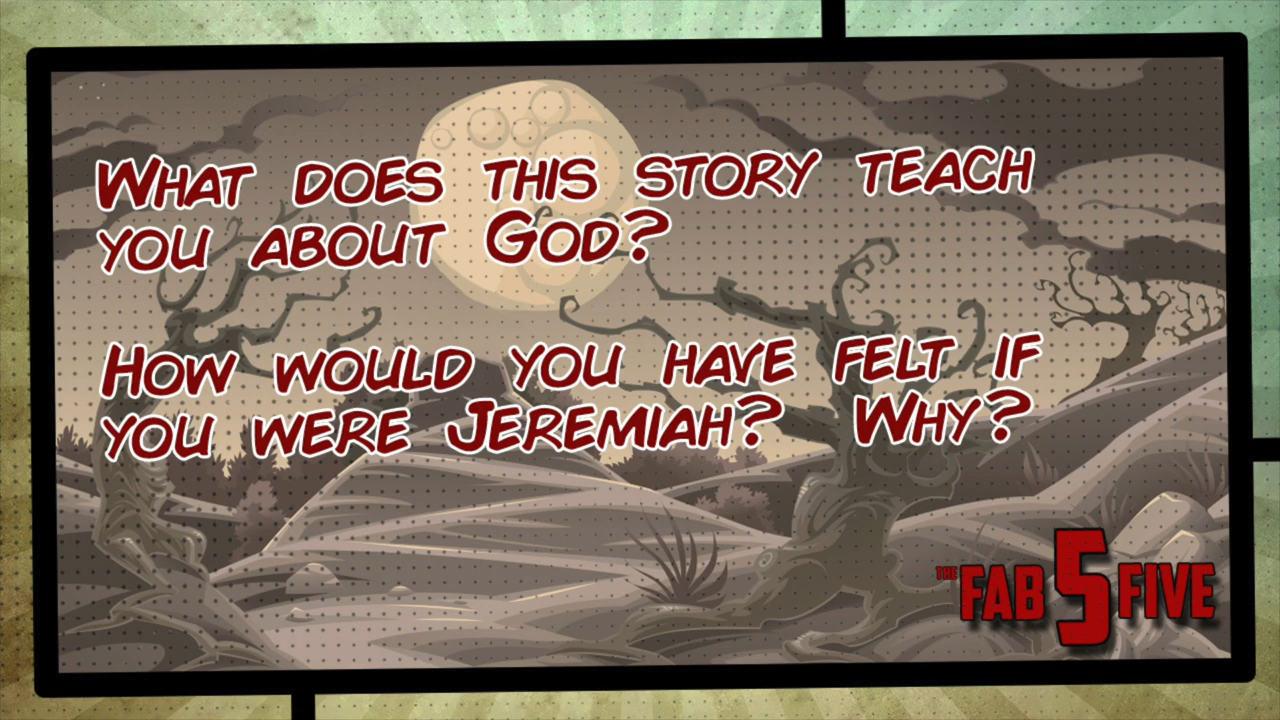 What does this story teach
you about God?
How would you have felt if
you were Jeremiah? Why?
THE FAB 5 FIVE